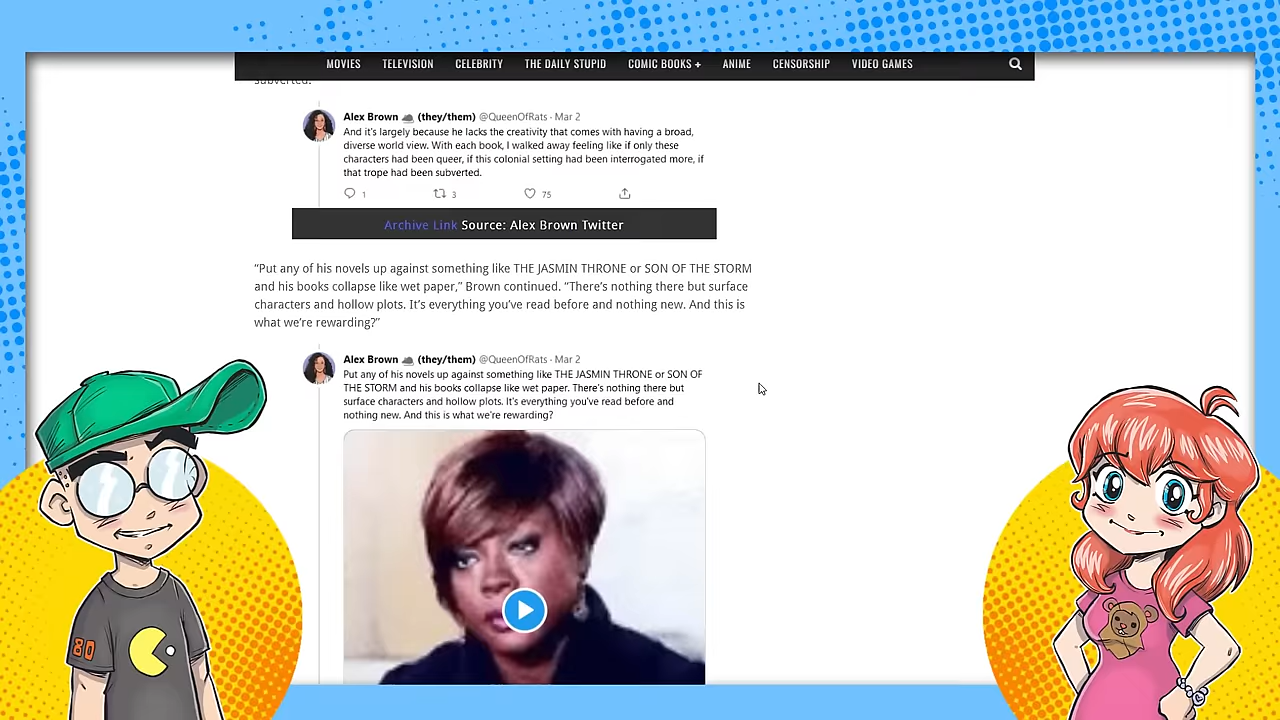 MOVIES TELEVISION CELEBRITY THE DAILY STUPID COMIC BOOKS + ANIME CENSORSHIP VIDEO GAMES
subverted.
Alex Brown (they/them) @QueenOfRats · Mar 2
And it's largely because he lacks the creativity that comes with having a broad,
diverse world view. With each book, I walked away feeling like if only these
characters had been queer, if this colonial setting had been interrogated more, if
that trope had been subverted.
1 3 75
Archive Link Source: Alex Brown Twitter
“Put any of his novels up against something like THE JASMIN THRONE or SON OF THE STORM
and his books collapse like wet paper,” Brown continued. “There’s nothing there but surface
characters and hollow plots. It’s everything you’ve read before and nothing new. And this is
what we’re rewarding?”
Alex Brown (they/them) @QueenOfRats · Mar 2
Put any of his novels up against something like THE JASMIN THRONE or SON OF
THE STORM and his books collapse like wet paper. There's nothing there but
surface characters and hollow plots. It's everything you've read before and
nothing new. And this is what we're rewarding?
80